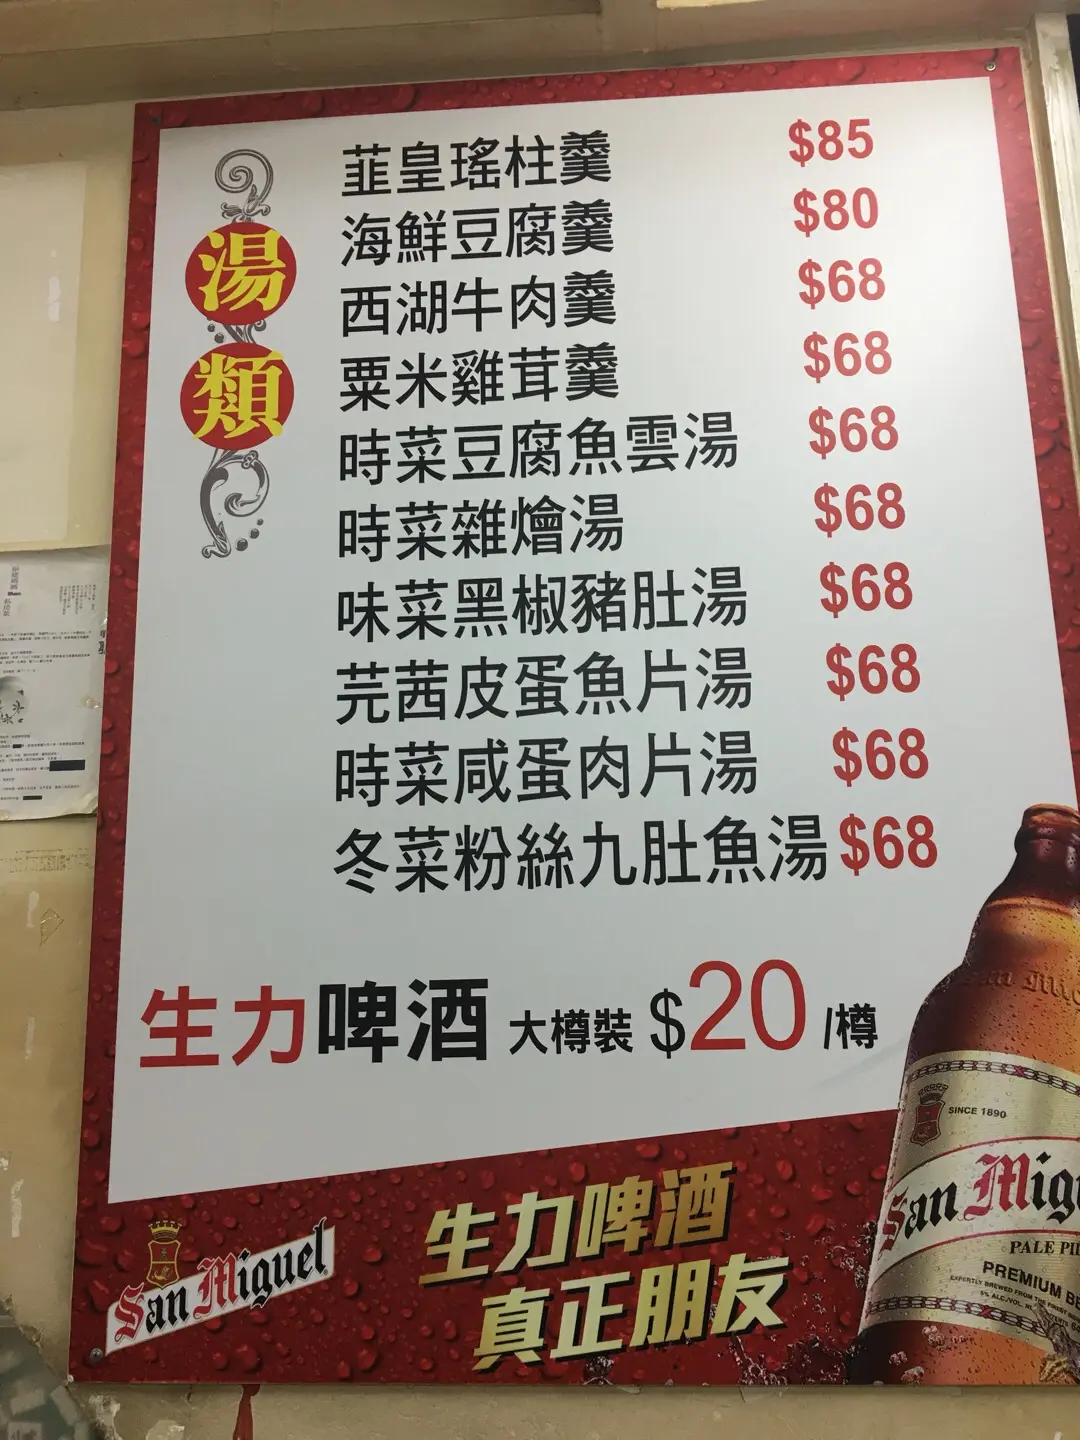 湯類
韮皇瑤柱羹 $85
海鮮豆腐羹 $80
西湖牛肉羹 $68
粟米雞茸羹 $68
時菜豆腐魚雲湯 $68
時菜雜燴湯 $68
味菜黑椒豬肚湯 $68
芫茜皮蛋魚片湯 $68
時菜咸蛋肉片湯 $68
冬菜粉絲九肚魚湯 $68
生力啤酒 大樽裝 $20 /樽
San Miguel
生力啤酒
真正朋友
SINCE 1890
San Mig
PALE PI
PREMIUM BE